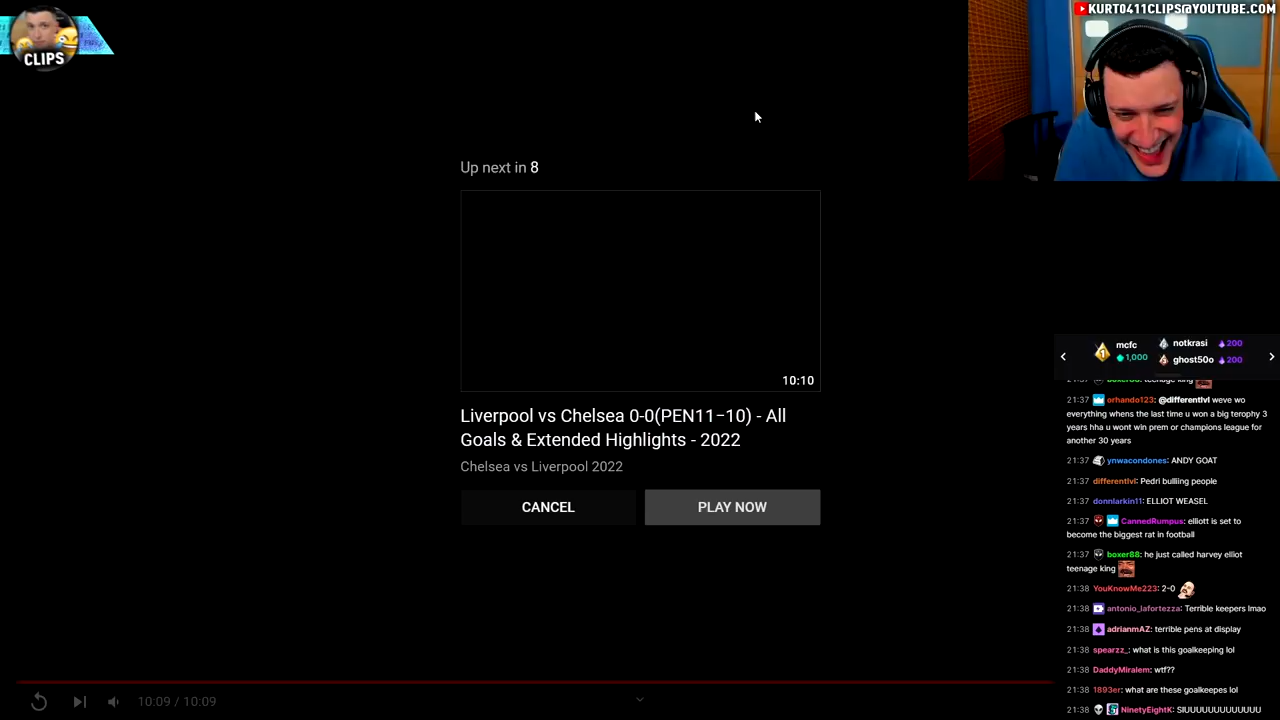 KURT0411CLIPS@YOUTUBE.COM
CLIPS
Up next in 8
10:10
Liverpool vs Chelsea 0-0(PEN11-10) - All
Goals & Extended Highlights - 2022
Chelsea vs Liverpool 2022
CANCEL
PLAY NOW
10:09 / 10:09
mcfc
1,000
notkrasi 200
ghost50o 200
21:37 boxer88: teenage king
21:37 orhando123: @differentlvl weve wo
everything whens the last time u won a big terophy 3
years hha u wont win prem or champions league for
another 30 years
21:37 ynwacondones: ANDY GOAT
21:37 differentlvl: Pedri bulliing people
21:37 donnlarkin11: ELLIOT WEASEL
21:37 CannedRumpus: elliott is set to
become the biggest rat in football
21:37 boxer88: he just called harvey elliot
teenage king
21:38 YouKnowMe223: 2-0
21:38 antonio_lafortezza: Terrible keepers lmao
21:38 adrianmAZ: terrible pens at display
21:38 spearzz_: what is this goalkeeping lol
21:38 DaddyMiralem: wtf??
21:38 1893er: what are these goalkeepes lol
21:38 NinetyEightK: SIUUUUUUUUUUUUU